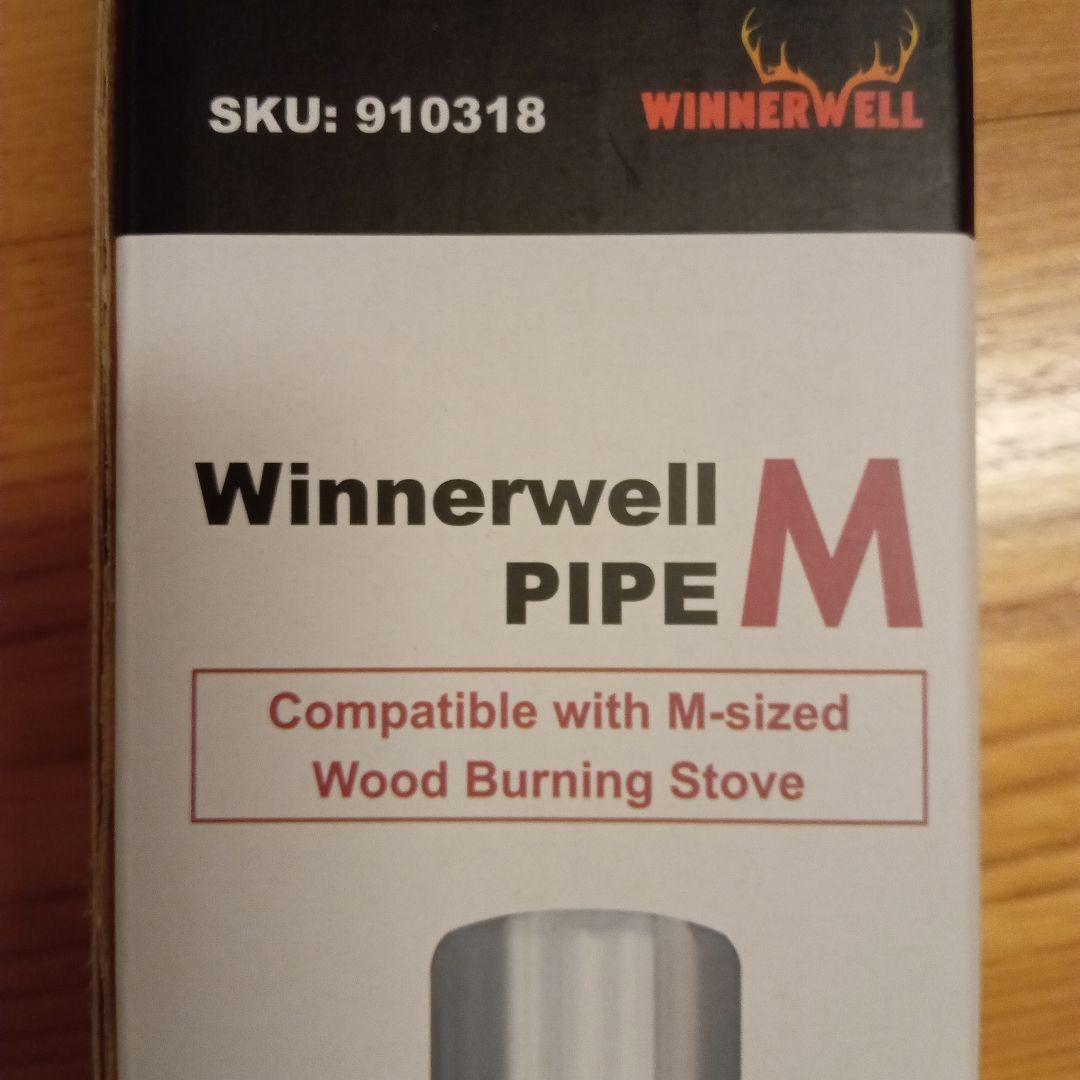 SKU: 910318
WINNERWELL
Winnerwell
PIPE M
Compatible with M-sized
Wood Burning Stove